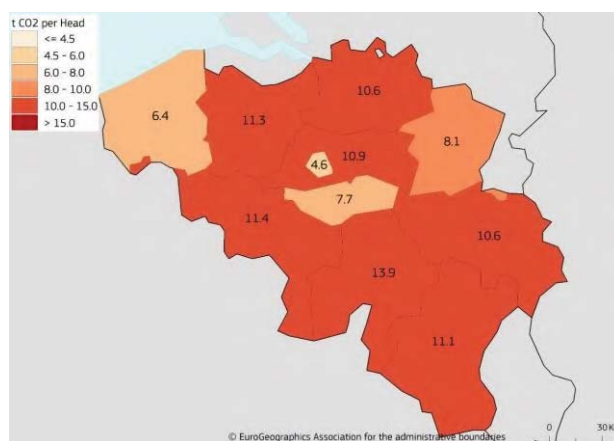 t CO2 per Head
<= 4.5
4.5 - 6.0
6.0 - 8.0
8.0 - 10.0
10.0 - 15.0
> 15.0
10.6
6.4
11.3
8.1
4.6
10.9
7.7
11.4
10.6
13.9
11.1
0 30
© EuroGeographics Association for the administrative boundaries